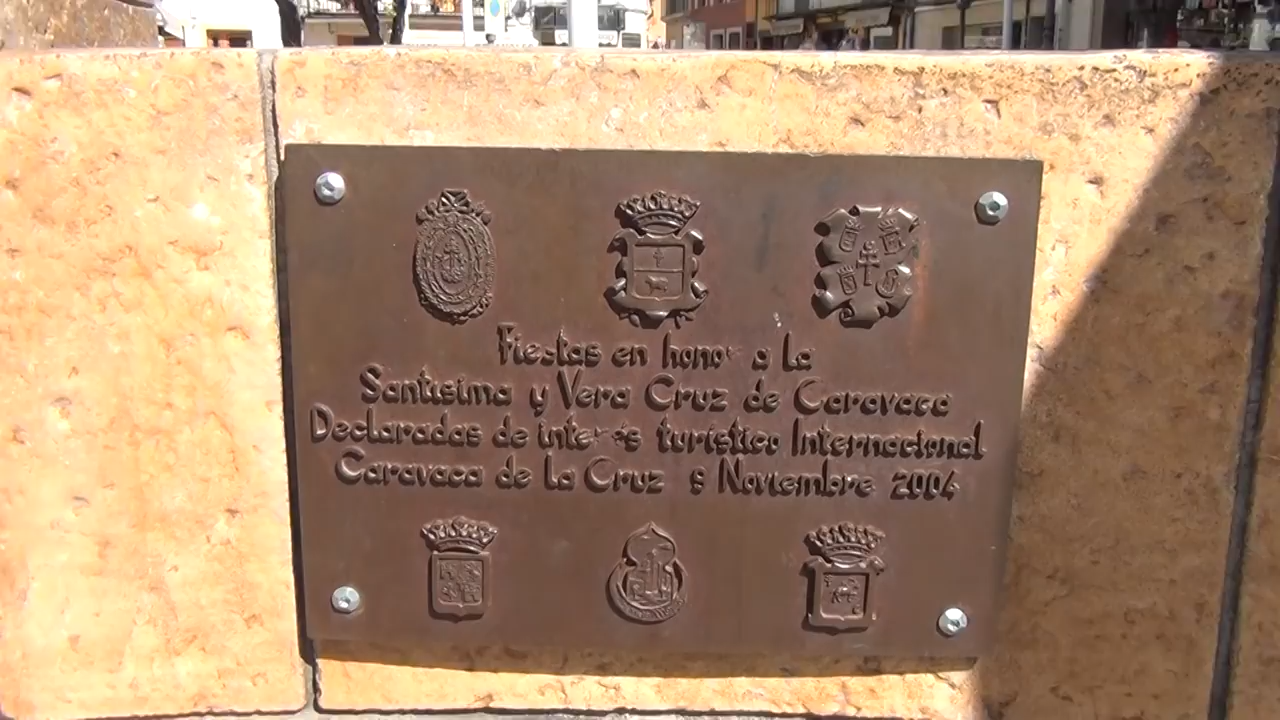 Fiestas en honor a la
Santísima y Vera Cruz de Caravaca
Declaradas de interés turístico Internacional
Caravaca de la Cruz 9 Noviembre 2004